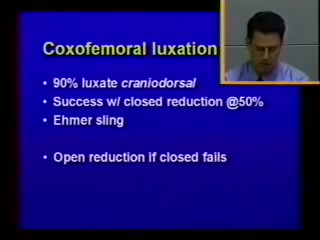 Coxofemoral luxation
• 90% luxate craniodorsal
• Success w/ closed reduction @50%
• Ehmer sling
• Open reduction if closed fails